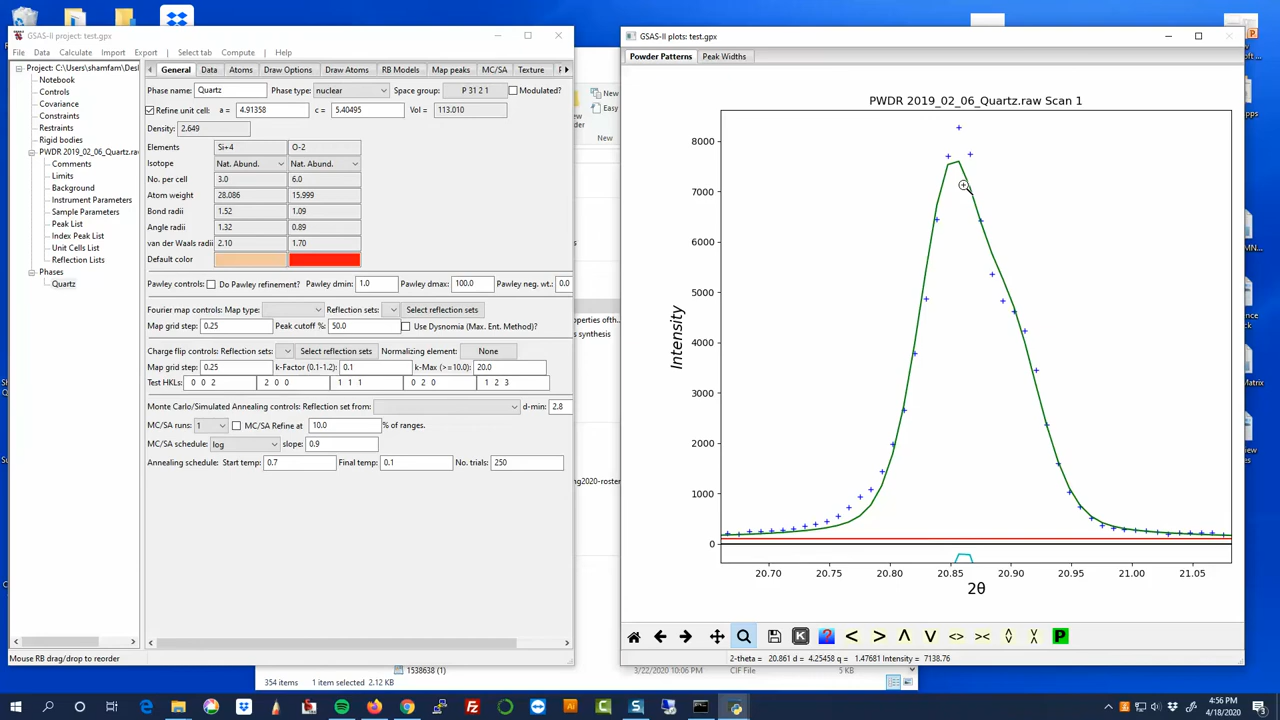 GSAS-II project: test.gpx
File Data Calculate Import Export Select tab Compute Help
Project: C:\Users\shamfam\Des
Notebook
Controls
Covariance
Constraints
Restraints
Rigid bodies
PWDR 2019_02_06_Quartz.raw
Comments
Limits
Background
Instrument Parameters
Sample Parameters
Peak List
Index Peak List
Unit Cells List
Reflection Lists
Phases
Quartz
General Data Atoms Draw Options Draw Atoms RB Models Map peaks MC/SA Texture
Phase name: Quartz Phase type: nuclear Space group: P 31 2 1 Modulated?
Refine unit cell: a = 4.91358 c = 5.40495 Vol = 113.010
Density: 2.649
Elements Si+4 O-2
Isotope Nat. Abund. Nat. Abund.
No. per cell 3.0 6.0
Atom weight 28.086 15.999
Bond radii 1.52 1.09
Angle radii 1.32 0.89
van der Waals radii 2.10 1.70
Default color
Pawley controls: Do Pawley refinement? Pawley dmin: 1.0 Pawley dmax: 100.0 Pawley neg. wt.: 0.0
Fourier map controls: Map type: Reflection sets: Select reflection sets
Map grid step: 0.25 Peak cutoff %: 50.0 Use Dysnomia (Max. Ent. Method)?
Charge flip controls: Reflection sets: Select reflection sets Normalizing element: None
Map grid step: 0.25 k-Factor (0.1-1.2): 0.1 k-Max (>=10.0): 20.0
Test HKLs: 0 0 2 2 0 0 1 1 1 0 2 0 1 2 3
Monte Carlo/Simulated Annealing controls: Reflection set from: d-min: 2.8
MC/SA runs: 1 MC/SA Refine at 10.0 % of ranges.
MC/SA schedule: log slope: 0.9
Annealing schedule: Start temp: 0.7 Final temp: 0.1 No. trials: 250
Mouse RB drag/drop to reorder
New
Easy
New
operties ofth..
s synthesis
ng2020-roster
1538638 (1)
3/22/2020 10:06 PM CIF File 5 KB
354 items 1 item selected 2.12 KB
GSAS-II plots: test.gpx
Powder Patterns Peak Widths
PWDR 2019_02_06_Quartz.raw Scan 1
8000
7000
6000
5000
4000
3000
2000
1000
0
Intensity
20.70 20.75 20.80 20.85 20.90 20.95 21.00 21.05
2θ
K ? < > <> >< P
2-theta = 20.861 d = 4.25458 q = 1.47681 Intensity = 7138.76
4:56 PM
4/18/2020